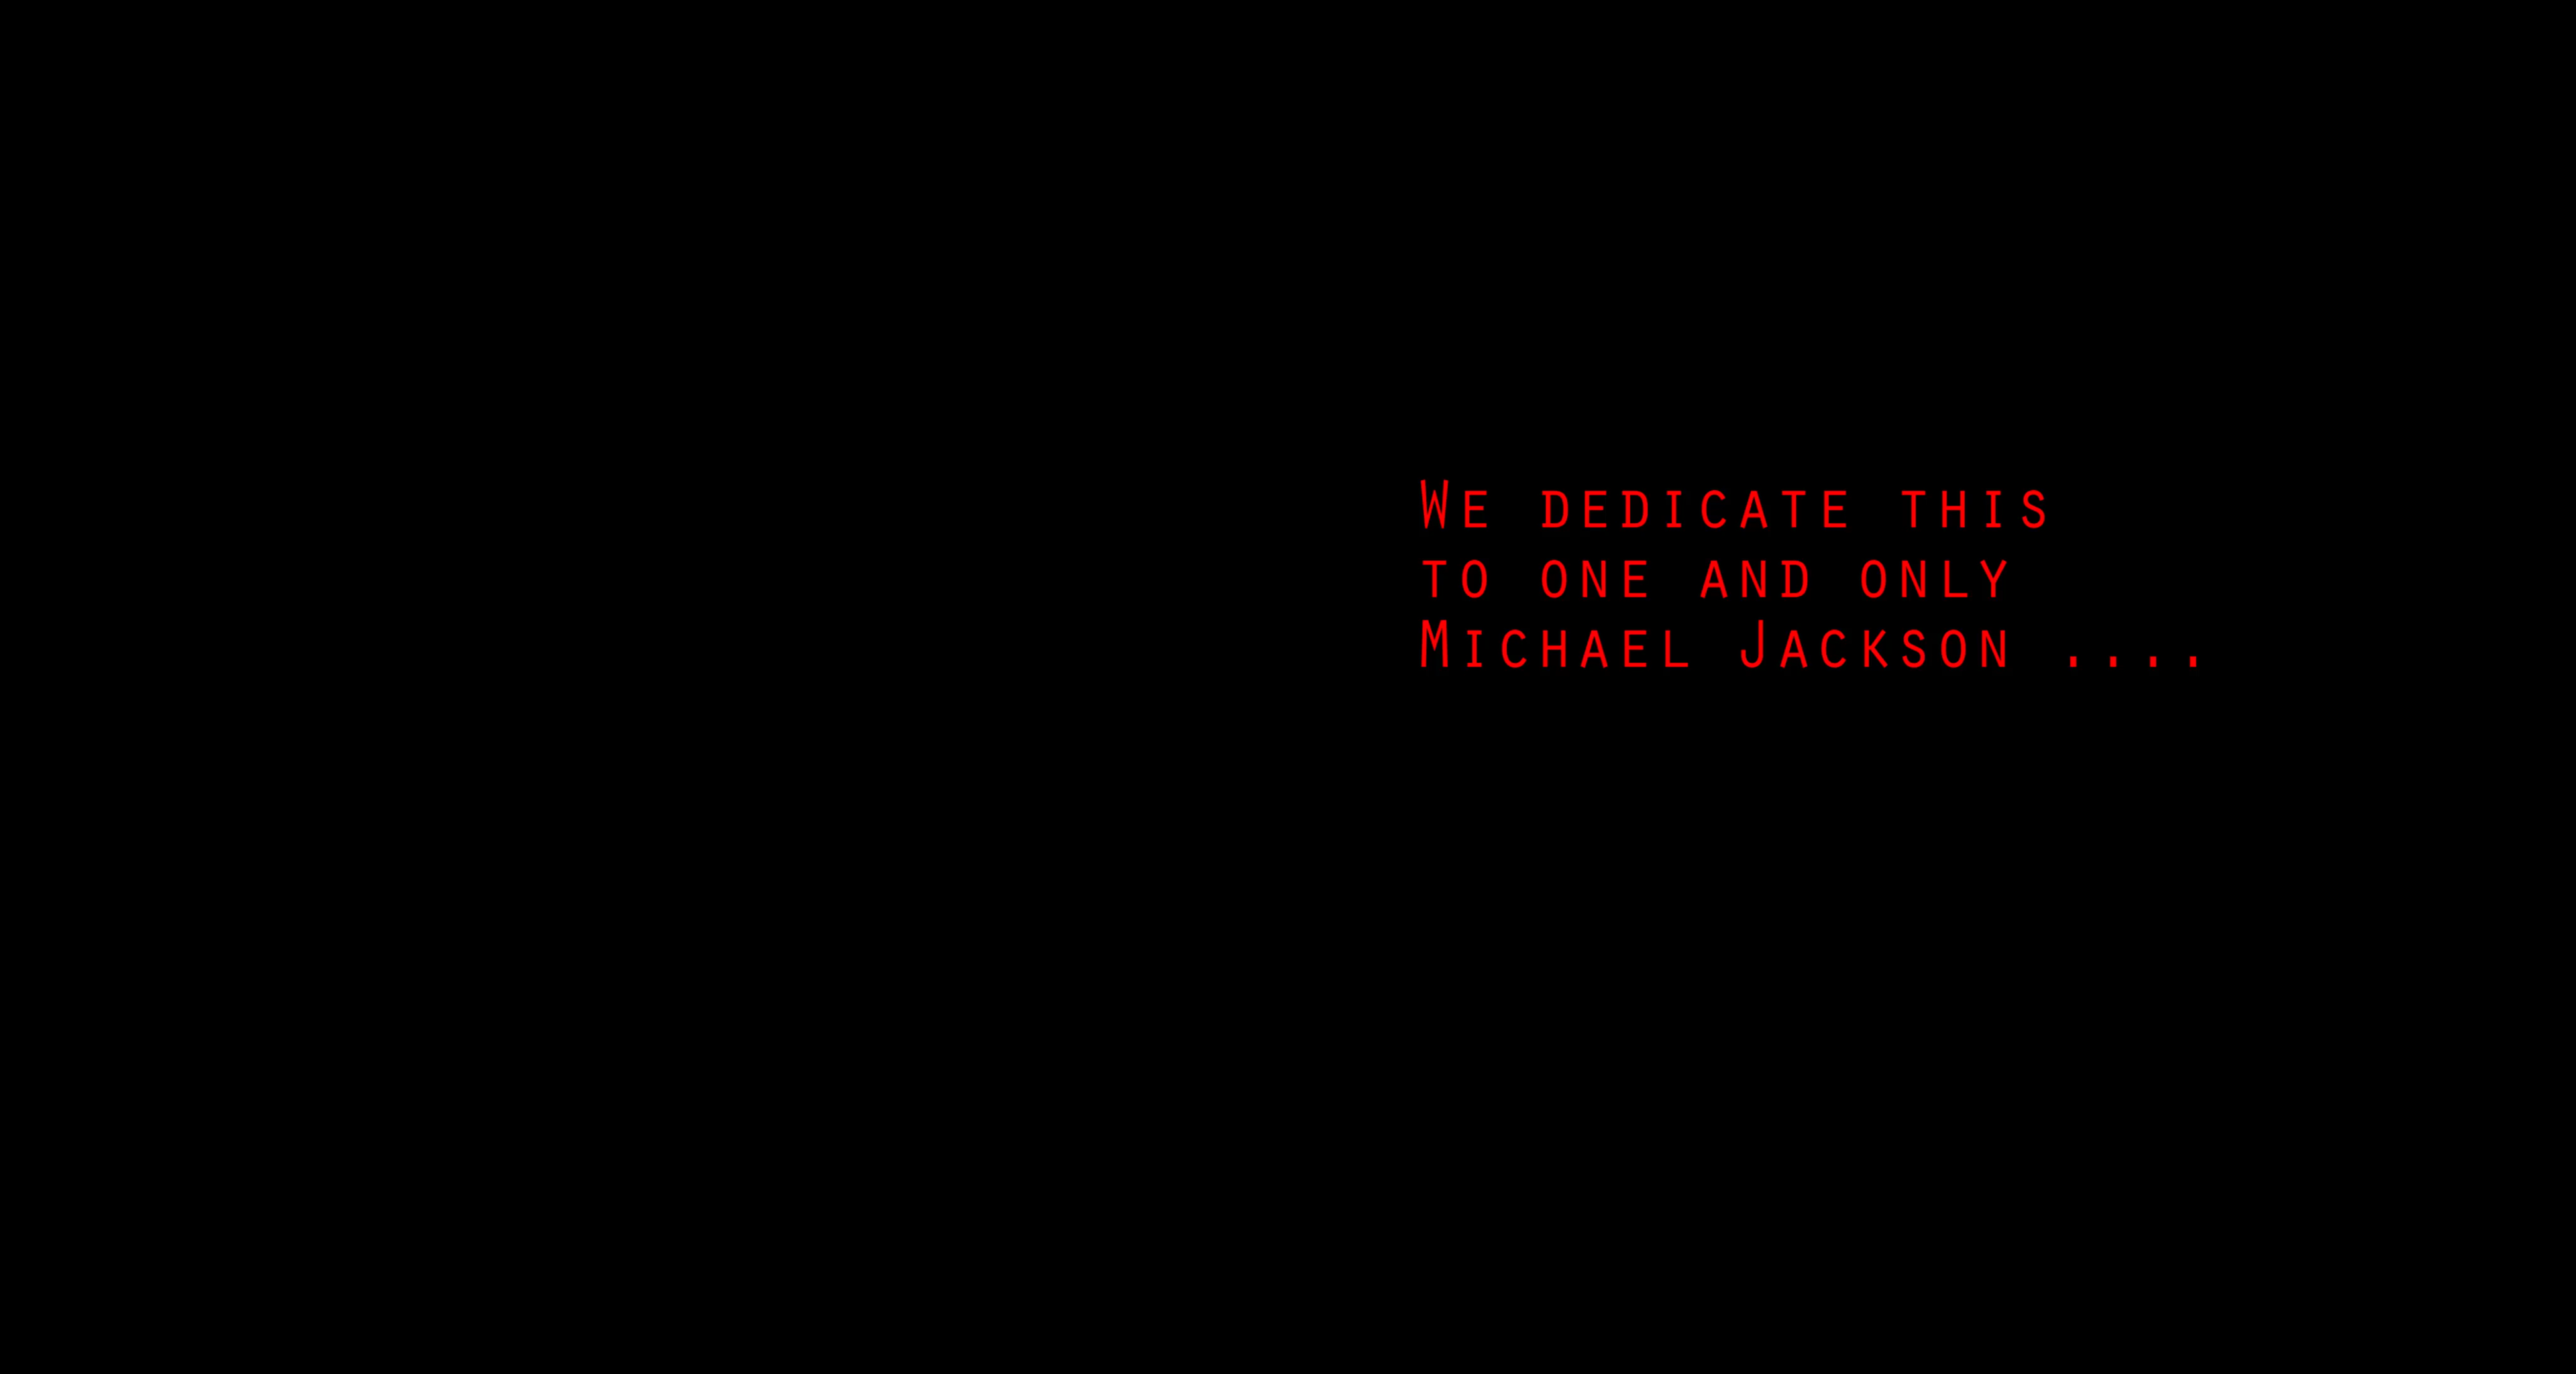 We dedicate this
to one and only
Michael Jackson ....